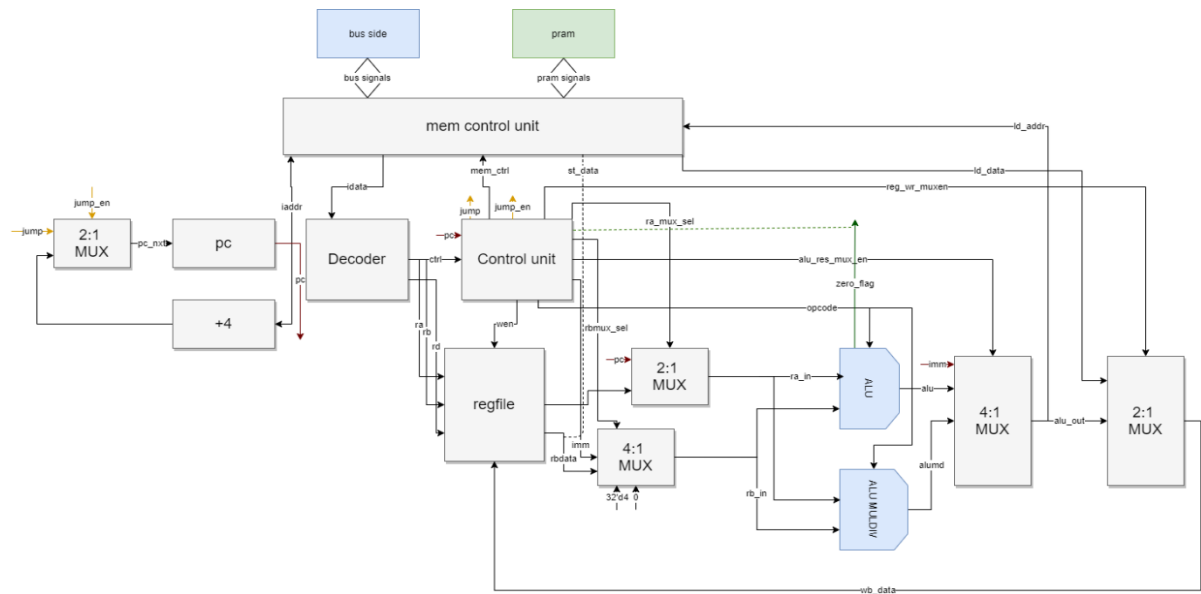 bus side
pram
bus signals
pram signals
mem control unit
ld_addr
idata
mem_ctrl
st_data
ld_data
jump_en
iaddr
jump
jump_en
reg_wr_muxen
ra_mux_sel
jump
2:1
MUX
pc_nxt
pc
pc
Decoder
ctrl
pc
Control unit
alu_res_mux_en
zero_flag
+4
ra
rb
rd
wen
rbmux_sel
opcode
regfile
pc
2:1
MUX
ra_in
ALU
alu
imm
4:1
MUX
alu_out
2:1
MUX
imm
rbdata
4:1
MUX
32'd4
0
rb_in
ALU MUL DIV
alumd
wb_data